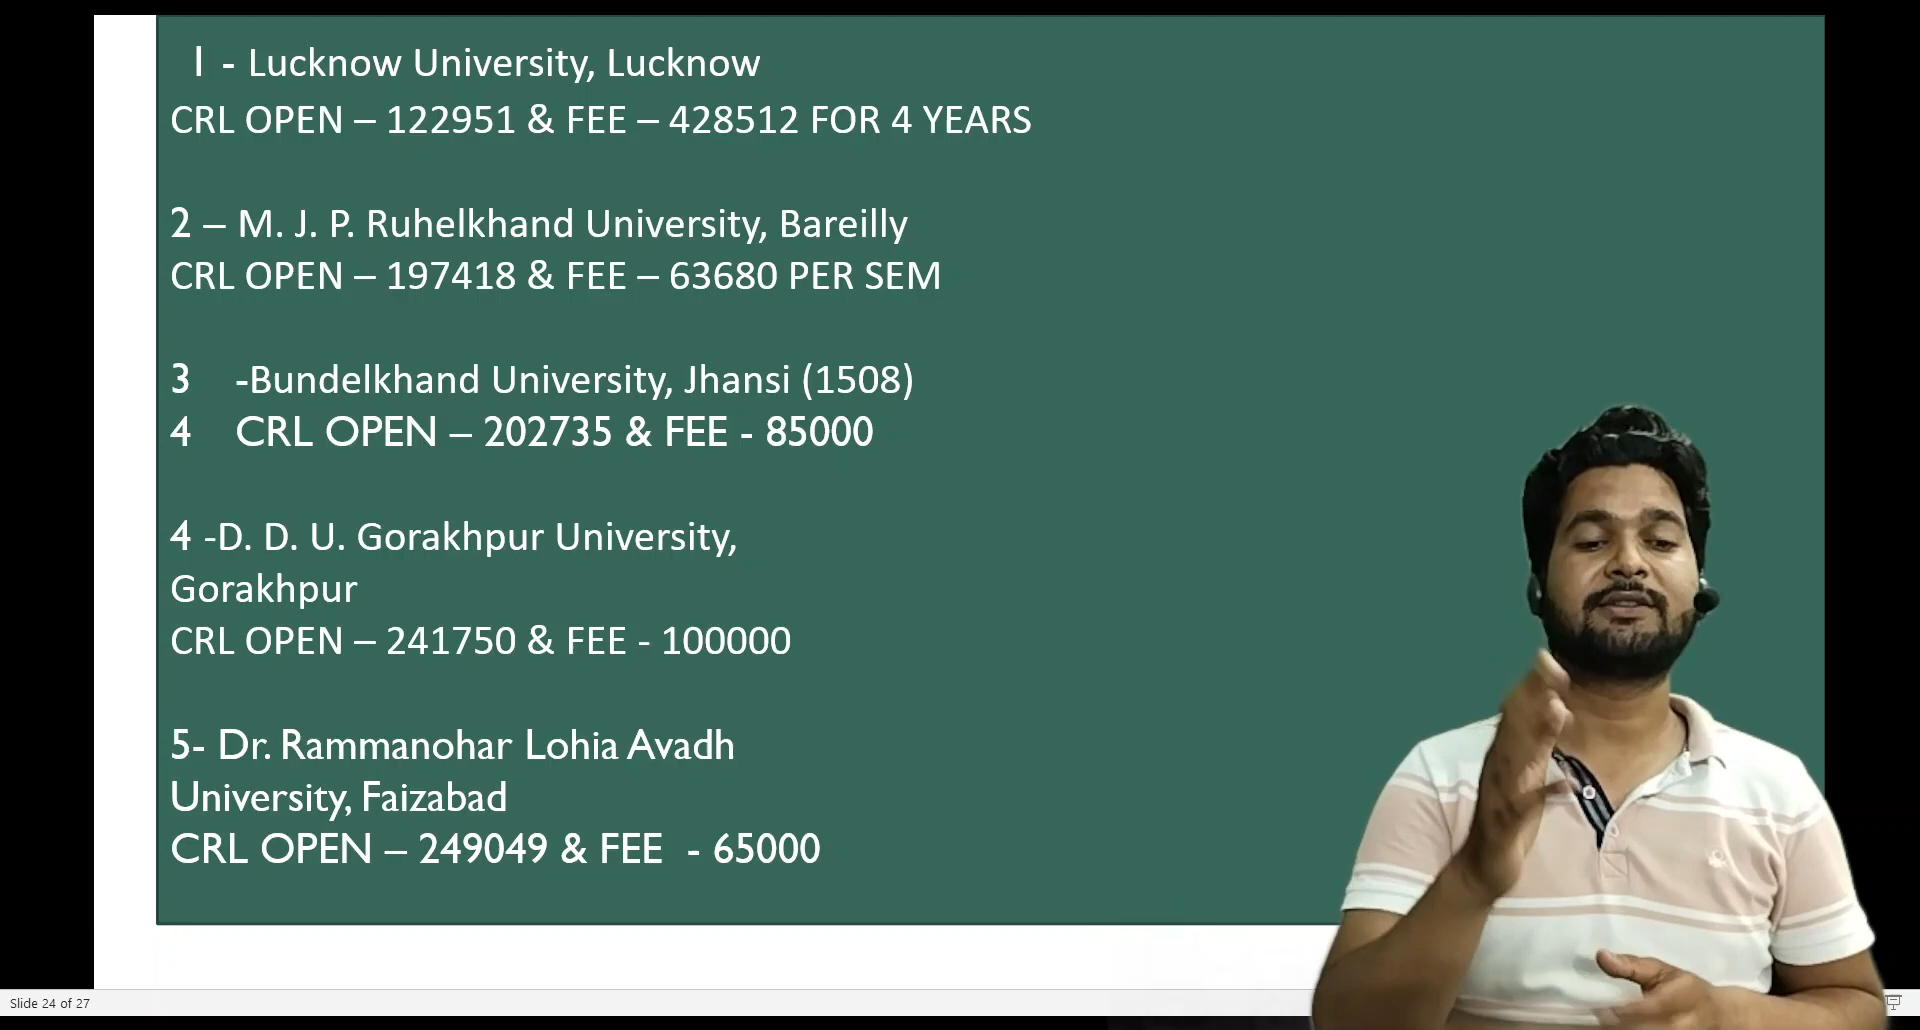 1 - Lucknow University, Lucknow
CRL OPEN – 122951 & FEE – 428512 FOR 4 YEARS
2 – M. J. P. Ruhelkhand University, Bareilly
CRL OPEN – 197418 & FEE – 63680 PER SEM
3 -Bundelkhand University, Jhansi (1508)
4 CRL OPEN – 202735 & FEE - 85000
4 -D. D. U. Gorakhpur University,
Gorakhpur
CRL OPEN – 241750 & FEE - 100000
5- Dr. Rammanohar Lohia Avadh
University, Faizabad
CRL OPEN – 249049 & FEE - 65000
Slide 24 of 27